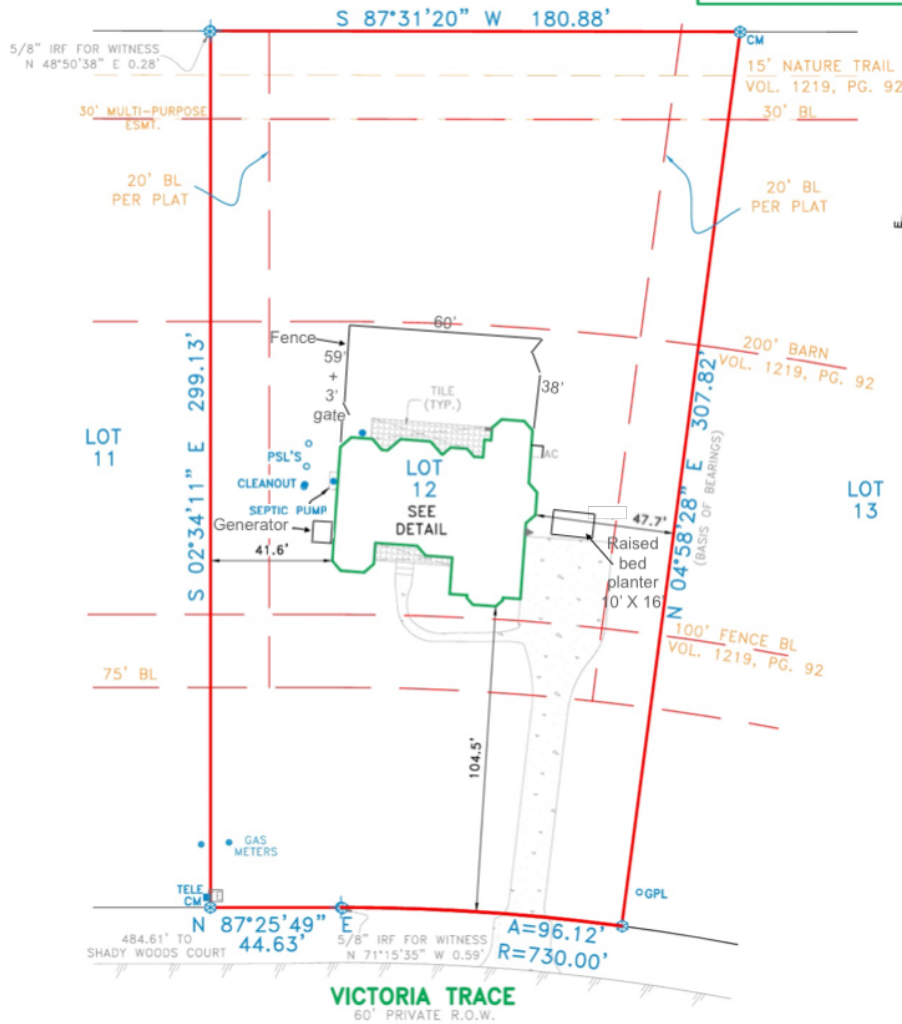 S 87°31'20" W 180.88'
5/8" IRF FOR WITNESS
N 48°50'38" E 0.28'
CM
15' NATURE TRAIL
VOL. 1219, PG. 92
30' MULTI-PURPOSE
ESMT.
30' BL
20' BL
PER PLAT
20' BL
PER PLAT
60'
Fence
59'
+
3'
gate
38'
TILE
(TYP.)
200' BARN
VOL. 1219, PG. 92
S 02°34'11" E 299.13'
N 04°58'28" E 307.82'
(BASIS OF BEARINGS)
LOT
11
PSL'S
CLEANOUT
SEPTIC PUMP
LOT
12
SEE
DETAIL
AC
LOT
13
Generator
41.6'
47.7'
Raised
bed
planter
10' X 16'
100' FENCE BL
VOL. 1219, PG. 92
75' BL
104.5'
GAS
METERS
TELE
CM
GPL
N 87°25'49" E
44.63'
484.61' TO
SHADY WOODS COURT
5/8" IRF FOR WITNESS
N 71°15'35" W 0.59'
A=96.12'
R=730.00'
VICTORIA TRACE
60' PRIVATE R.O.W.